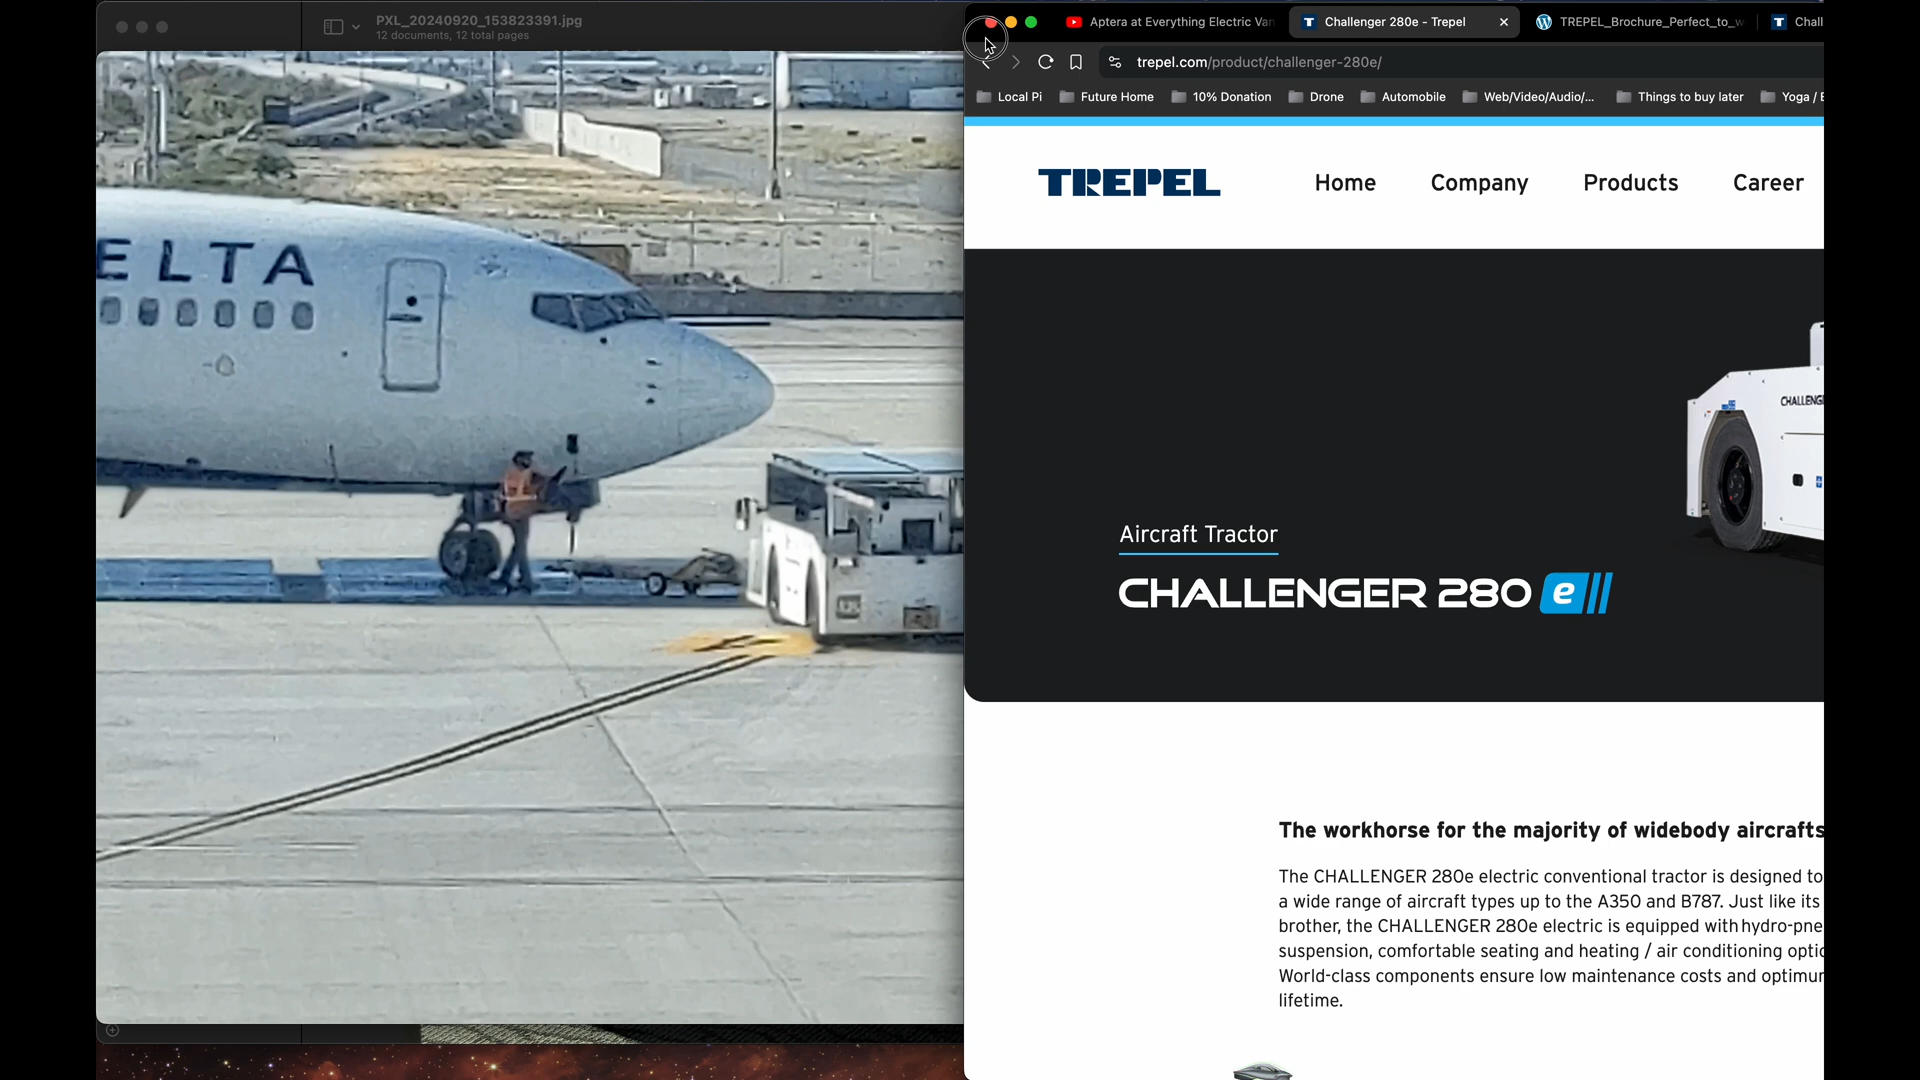 PXL_20240920_153823391.jpg
12 documents, 12 total pages
ELTA
Aptera at Everything Electric Van
Challenger 280e - Trepel
TREPEL_Brochure_Perfect_to_w
Chall
trepel.com/product/challenger-280e/
Local Pi
Future Home
10% Donation
Drone
Automobile
Web/Video/Audio/...
Things to buy later
Yoga /
TREPEL
Home
Company
Products
Career
CHALLENG
Aircraft Tractor
CHALLENGER 280 e
The workhorse for the majority of widebody aircrafts
The CHALLENGER 280e electric conventional tractor is designed to
a wide range of aircraft types up to the A350 and B787. Just like its
brother, the CHALLENGER 280e electric is equipped with hydro-pne
suspension, comfortable seating and heating / air conditioning optio
World-class components ensure low maintenance costs and optimum
lifetime.